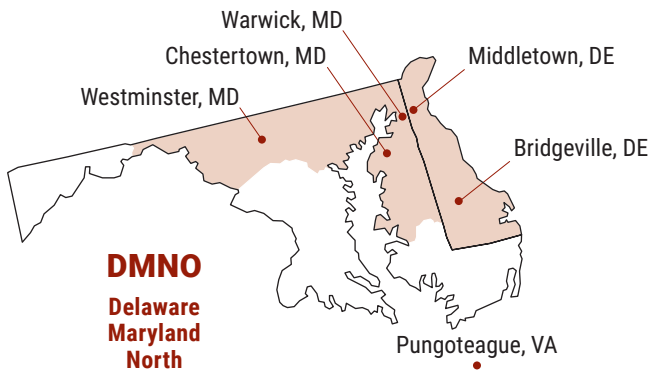 Warwick, MD
Chestertown, MD
Middletown, DE
Westminster, MD
Bridgeville, DE
DMNO
Delaware
Maryland
North
Pungoteague, VA